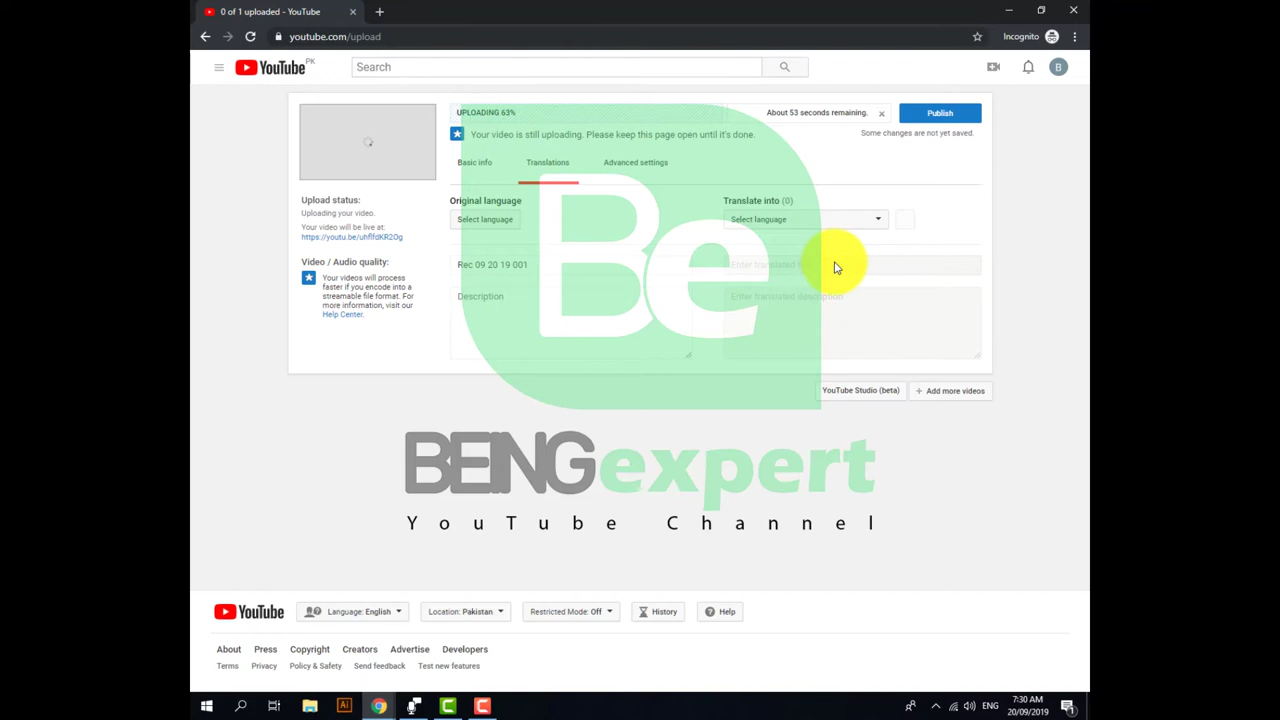 0 of 1 uploaded - YouTube
youtube.com/upload
Incognito
YouTube PK
Search
B
UPLOADING 63%
About 53 seconds remaining.
Publish
Your video is still uploading. Please keep this page open until it's done.
Some changes are not yet saved.
Basic info
Translations
Advanced settings
Upload status:
Uploading your video.
Your video will be live at:
https://youtu.be/uhflfdKR2Og
Original language
Select language
Translate into (0)
Select language
Video / Audio quality:
Your videos will process
faster if you encode into a
streamable file format. For
more information, visit our
Help Center.
Rec 09 20 19 001
Enter translated
Description
Enter translated description
Be
YouTube Studio (beta)
+ Add more videos
BEINGexpert
YouTube Channel
YouTube
Language: English
Location: Pakistan
Restricted Mode: Off
History
Help
About
Press
Copyright
Creators
Advertise
Developers
Terms
Privacy
Policy & Safety
Send feedback
Test new features
Ai
ENG
7:30 AM
20/09/2019
1